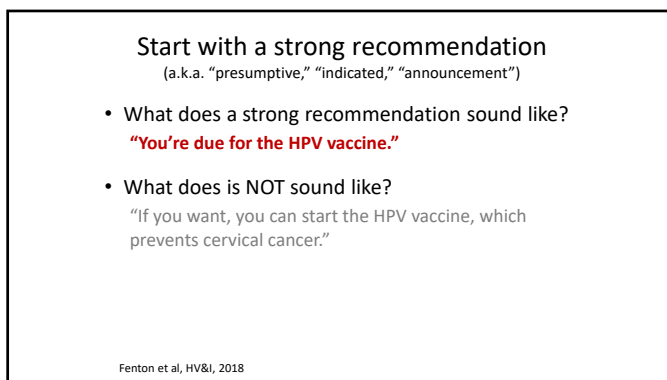 Start with a strong recommendation
(a.k.a. “presumptive,” “indicated,” “announcement”)
• What does a strong recommendation sound like?
“You’re due for the HPV vaccine.”
• What does is NOT sound like?
“If you want, you can start the HPV vaccine, which
prevents cervical cancer.”
Fenton et al, HV&I, 2018